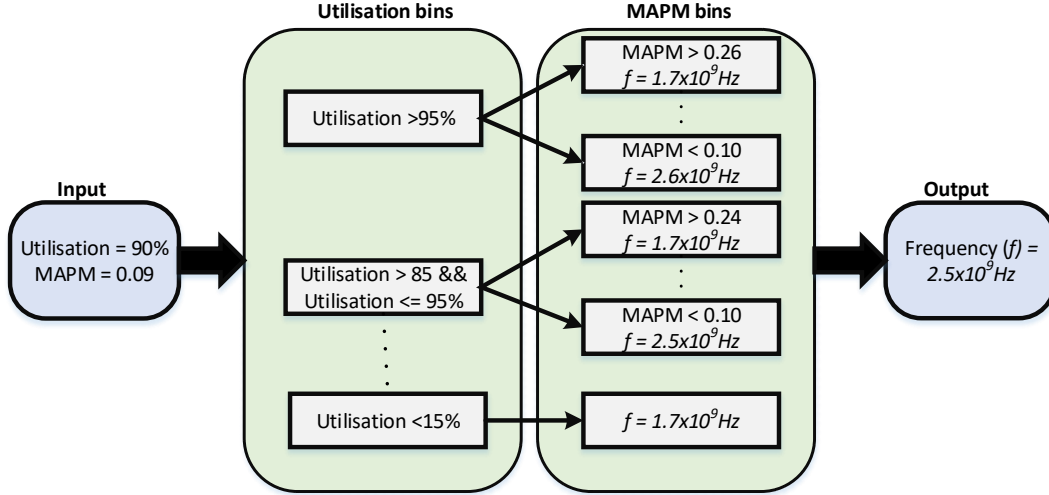 Utilisation bins
MAPM bins
Input
Utilisation = 90%
MAPM = 0.09
Utilisation >95%
MAPM > 0.26
f = 1.7x10⁹Hz
MAPM < 0.10
f = 2.6x10⁹Hz
Utilisation > 85 &&
Utilisation <= 95%
MAPM > 0.24
f = 1.7x10⁹Hz
MAPM < 0.10
f = 2.5x10⁹Hz
Utilisation <15%
f = 1.7x10⁹Hz
Output
Frequency (f) =
2.5x10⁹Hz